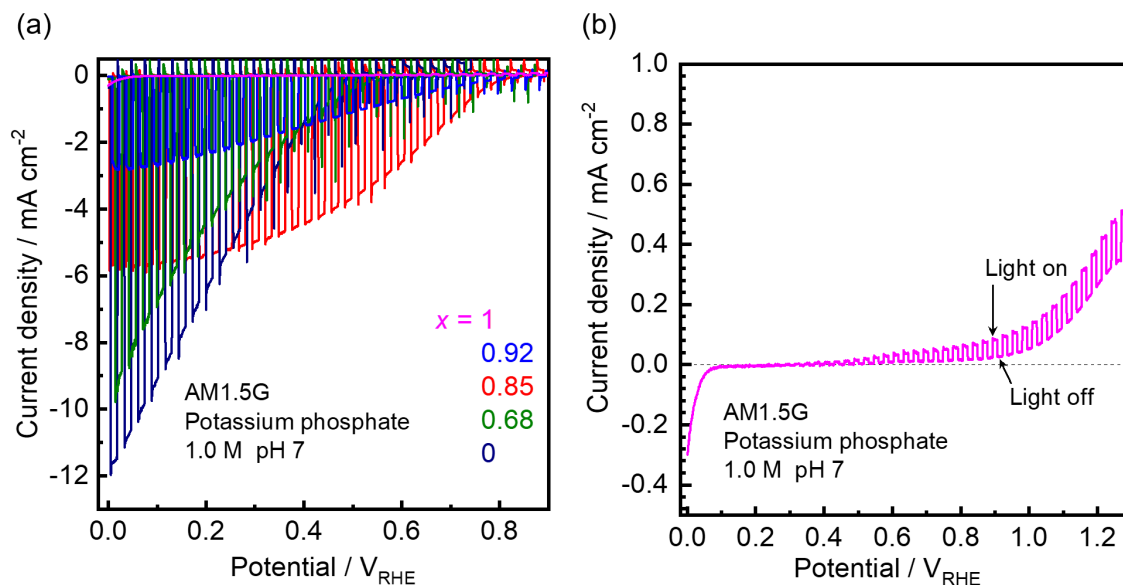 (a)
0
-2
-4
-6
-8
-10
-12
0.0 0.2 0.4 0.6 0.8
Current density / mA cm⁻²
Potential / V_RHE
x = 1
0.92
0.85
0.68
0
AM1.5G
Potassium phosphate
1.0 M pH 7
(b)
1.0
0.8
0.6
0.4
0.2
0.0
-0.2
-0.4
0.0 0.2 0.4 0.6 0.8 1.0 1.2
Current density / mA cm⁻²
Potential / V_RHE
Light on
Light off
AM1.5G
Potassium phosphate
1.0 M pH 7